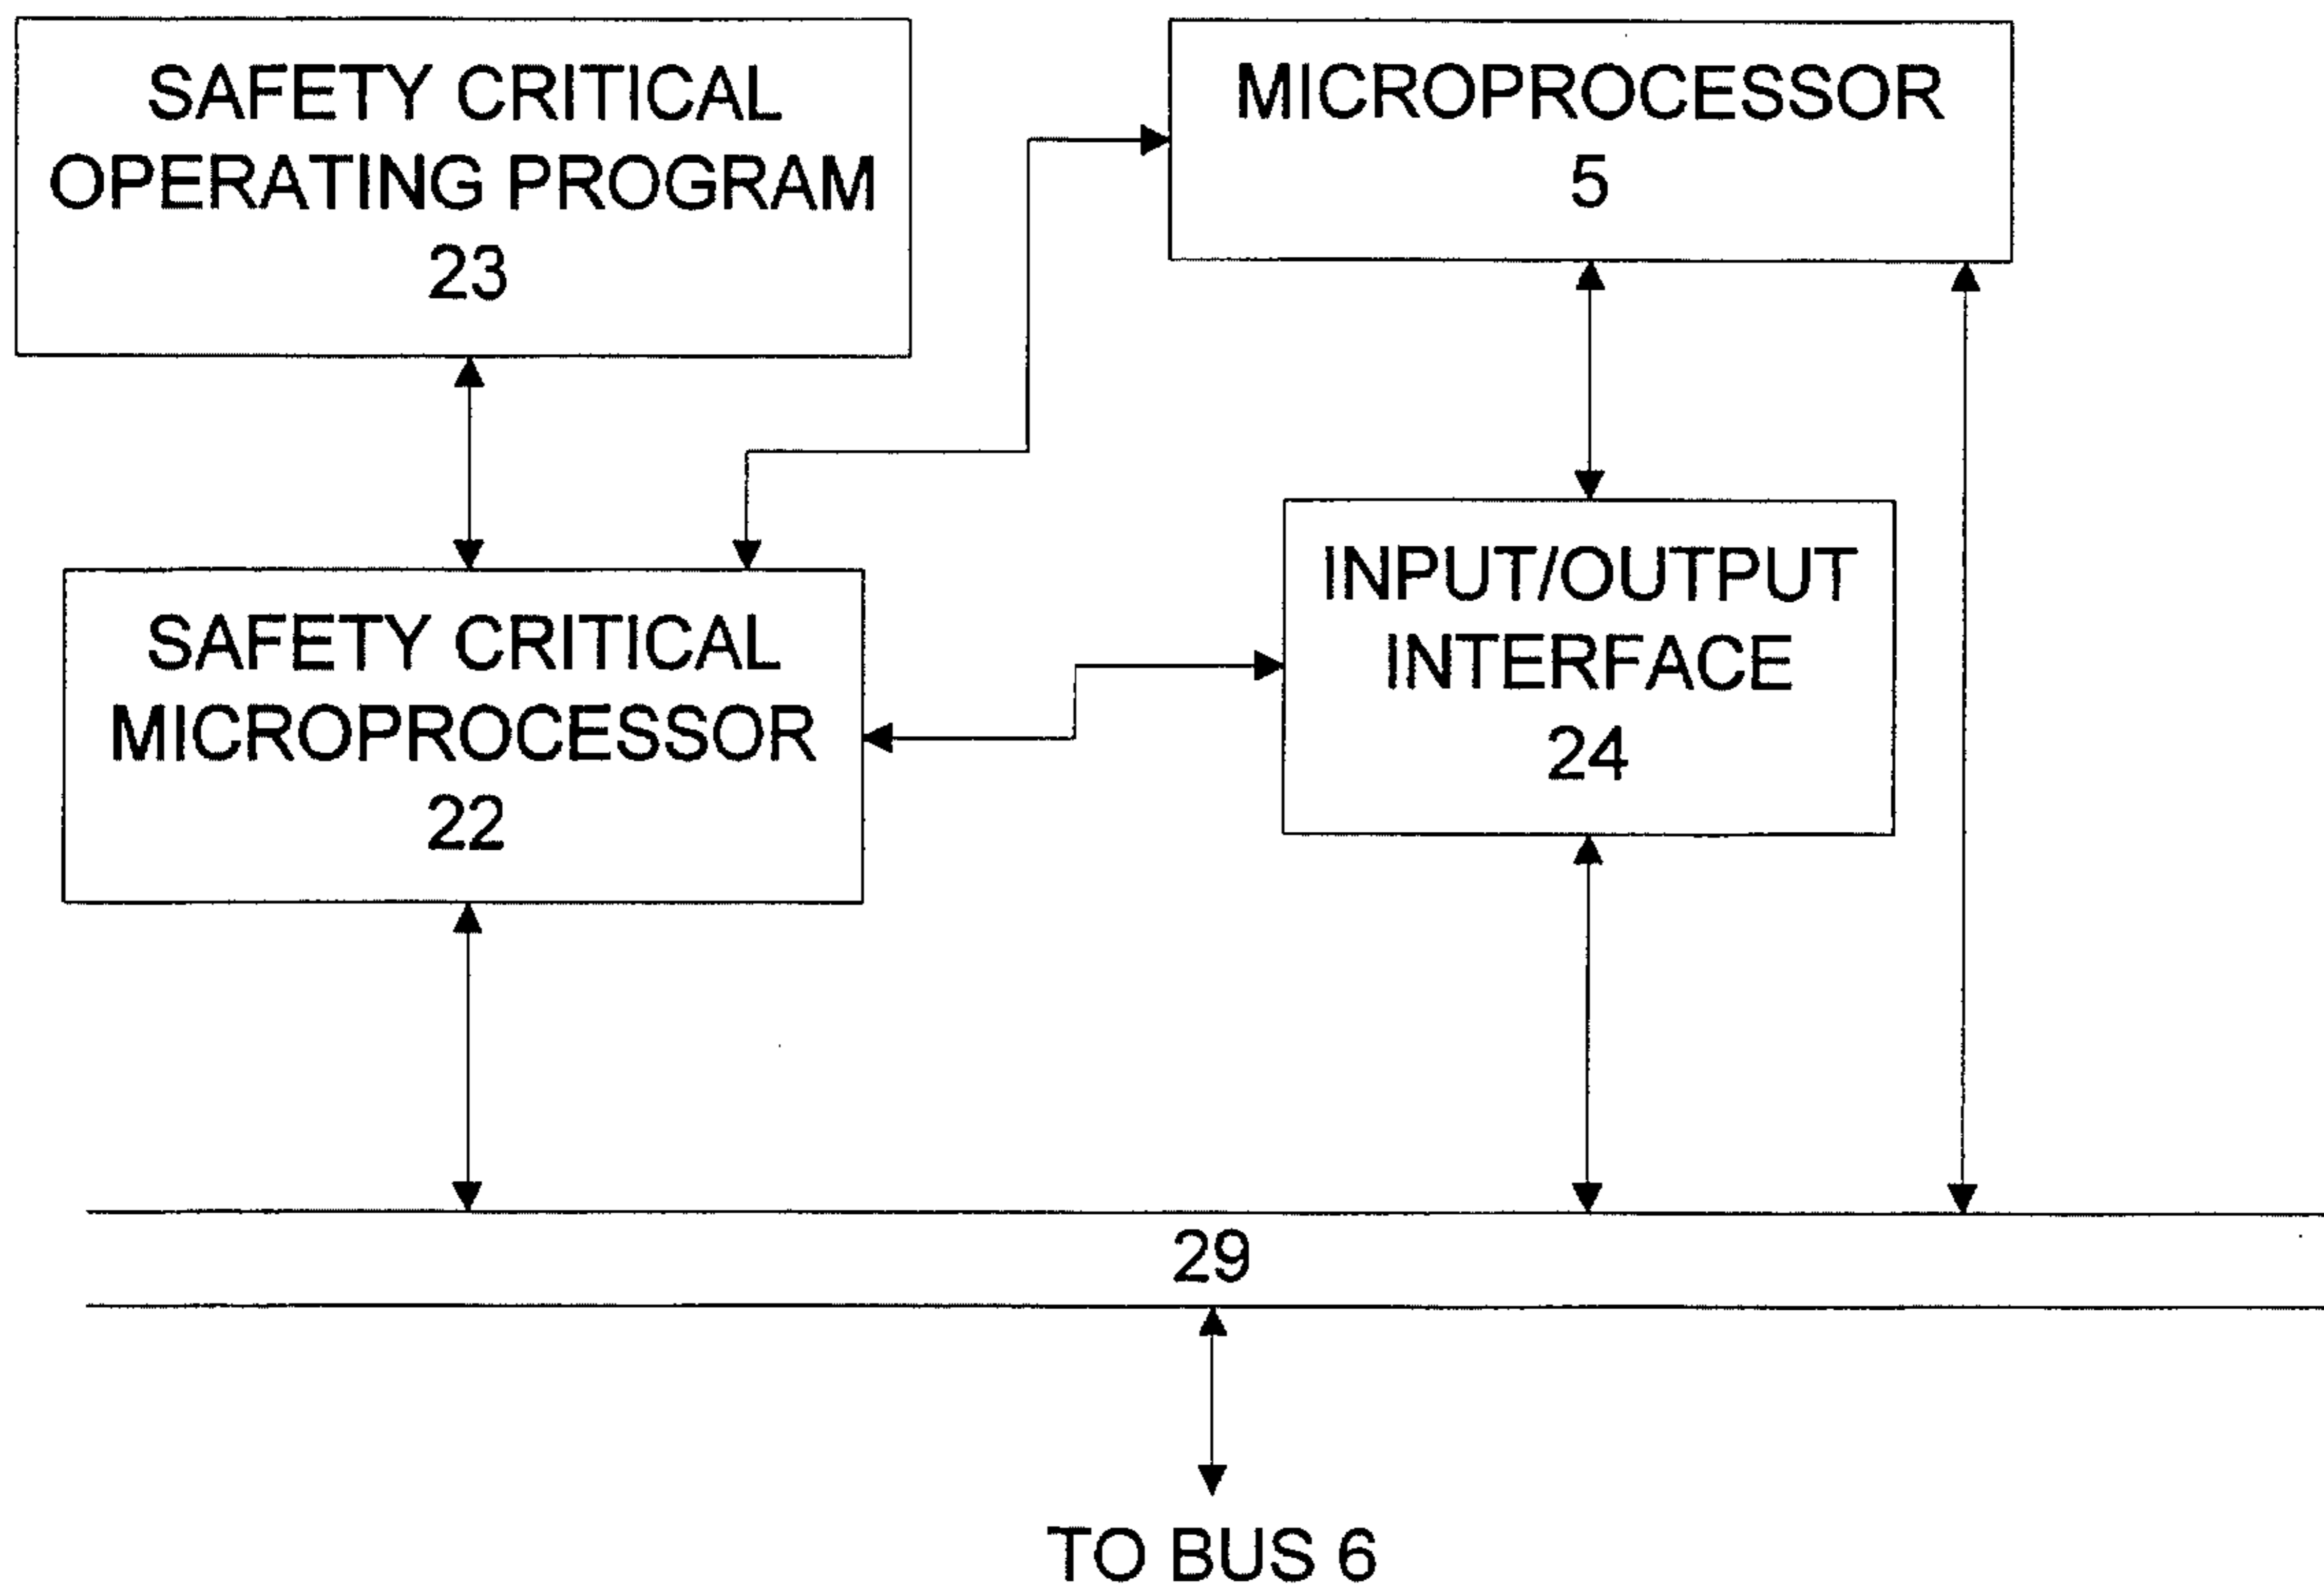 SAFETY CRITICAL
OPERATING PROGRAM
23
MICROPROCESSOR
5
SAFETY CRITICAL
MICROPROCESSOR
22
INPUT/OUTPUT
INTERFACE
24
29
TO BUS 6